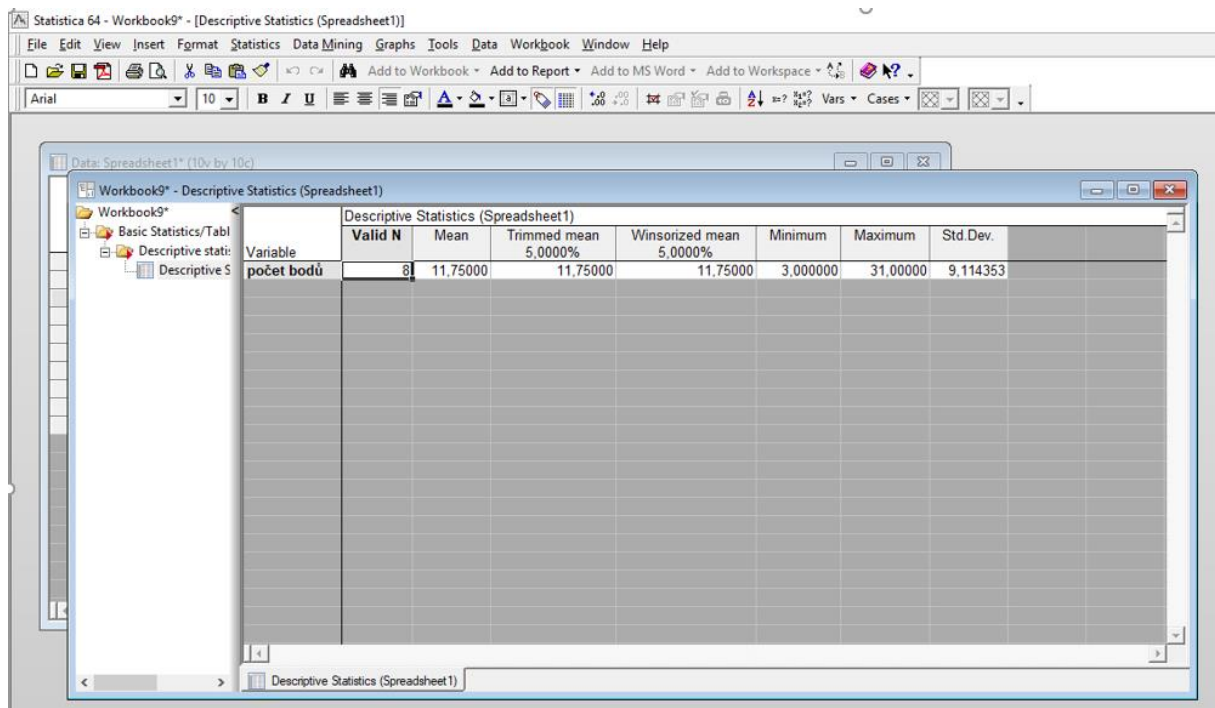 Statistica 64 - Workbook9* - [Descriptive Statistics (Spreadsheet1)]
File Edit View Insert Format Statistics Data Mining Graphs Tools Data Workbook Window Help
Add to Workbook Add to Report Add to MS Word Add to Workspace
Arial 10 B I U Vars Cases
Data: Spreadsheet1* (10v by 10c)
Workbook9* - Descriptive Statistics (Spreadsheet1)
Workbook9*
Basic Statistics/Tabl
Descriptive statis
Descriptive S
Descriptive Statistics (Spreadsheet1)
Variable Valid N Mean Trimmed mean 5,0000% Winsorized mean 5,0000% Minimum Maximum Std.Dev.
počet bodů 8 11,75000 11,75000 11,75000 3,000000 31,00000 9,114353
Descriptive Statistics (Spreadsheet1)